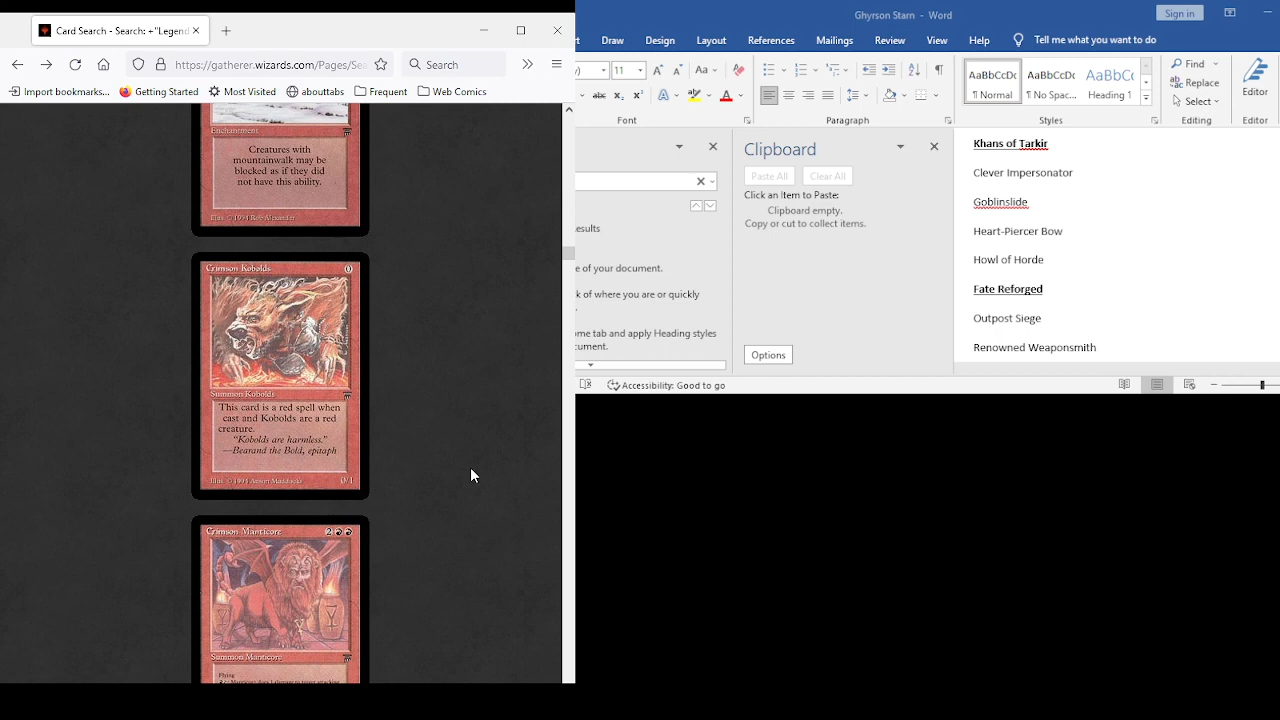 Card Search - Search: +"Legend
https://gatherer.wizards.com/Pages/Sea
Search
Import bookmarks...
Getting Started
Most Visited
abouttabs
Frequent
Web Comics
Enchantment
Creatures with
mountainwalk may be
blocked as if they did
not have this ability.
Crimson Kobolds
0
Summon Kobolds
This card is a red spell when
cast and Kobolds are a red
creature.
"Kobolds are harmless."
—Bearand the Bold, epitaph
0/1
Crimson Manticore
2
Summon Manticore
Flying
Ghyrson Starn - Word
Sign in
Draw
Design
Layout
References
Mailings
Review
View
Help
Tell me what you want to do
11
Aa
abc
x₂
x²
A
A
Font
Paragraph
AaBbCcDc
¶ Normal
AaBbCcDc
¶ No Spac...
AaBbCc
Heading 1
Styles
Find
Replace
Select
Editing
Editor
Editor
esults
e of your document.
k of where you are or quickly
ome tab and apply Heading styles
cument.
Clipboard
Paste All
Clear All
Click an Item to Paste:
Clipboard empty.
Copy or cut to collect items.
Options
Khans of Tarkir
Clever Impersonator
Goblinslide
Heart-Piercer Bow
Howl of Horde
Fate Reforged
Outpost Siege
Renowned Weaponsmith
Accessibility: Good to go